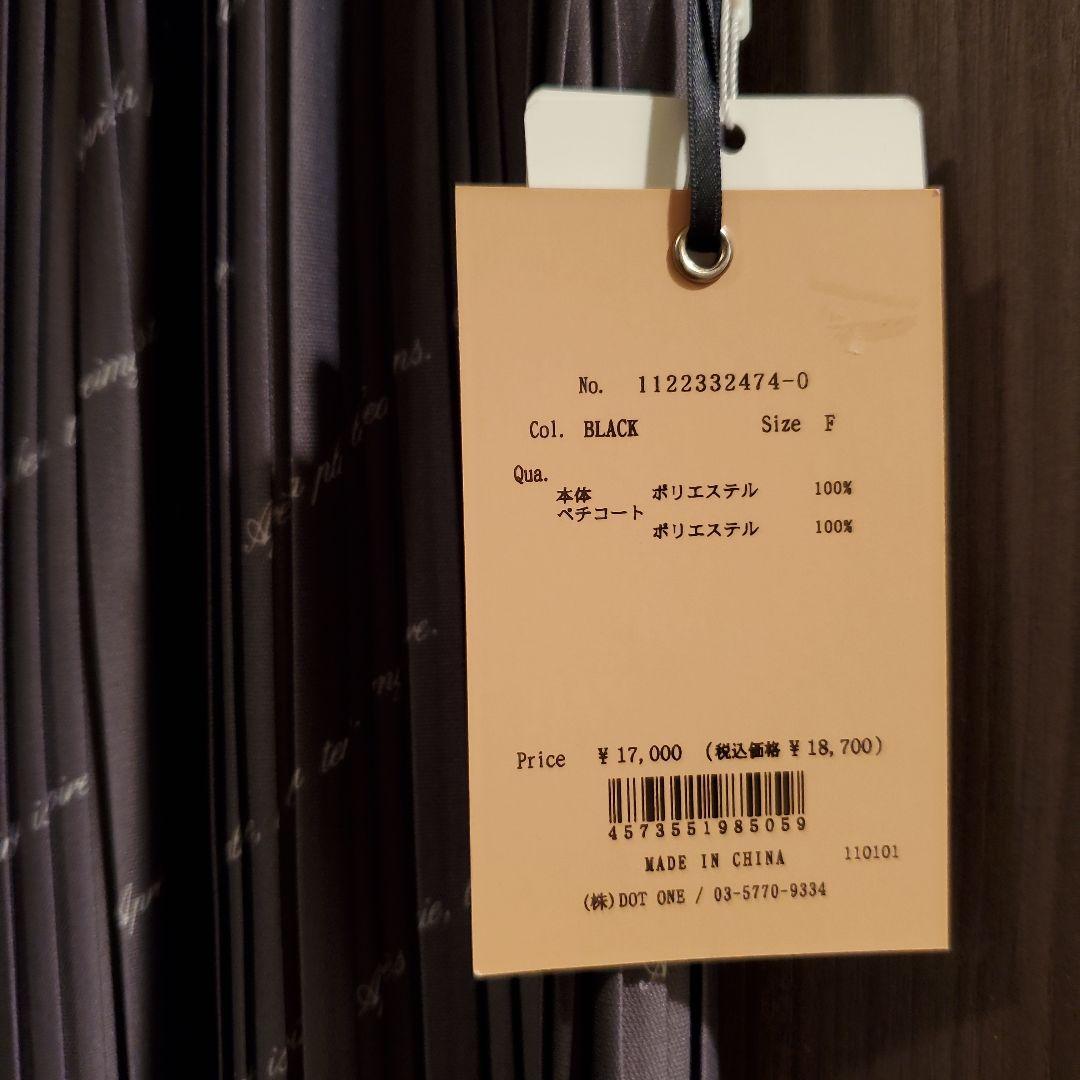 No. 1122332474-0
Col. BLACK Size F
Qua.
本体 ポリエステル 100%
ペチコート
ポリエステル 100%
Price ¥17,000 (税込価格 ¥18,700)
4573551985059
MADE IN CHINA 110101
(株)DOT ONE / 03-5770-9334